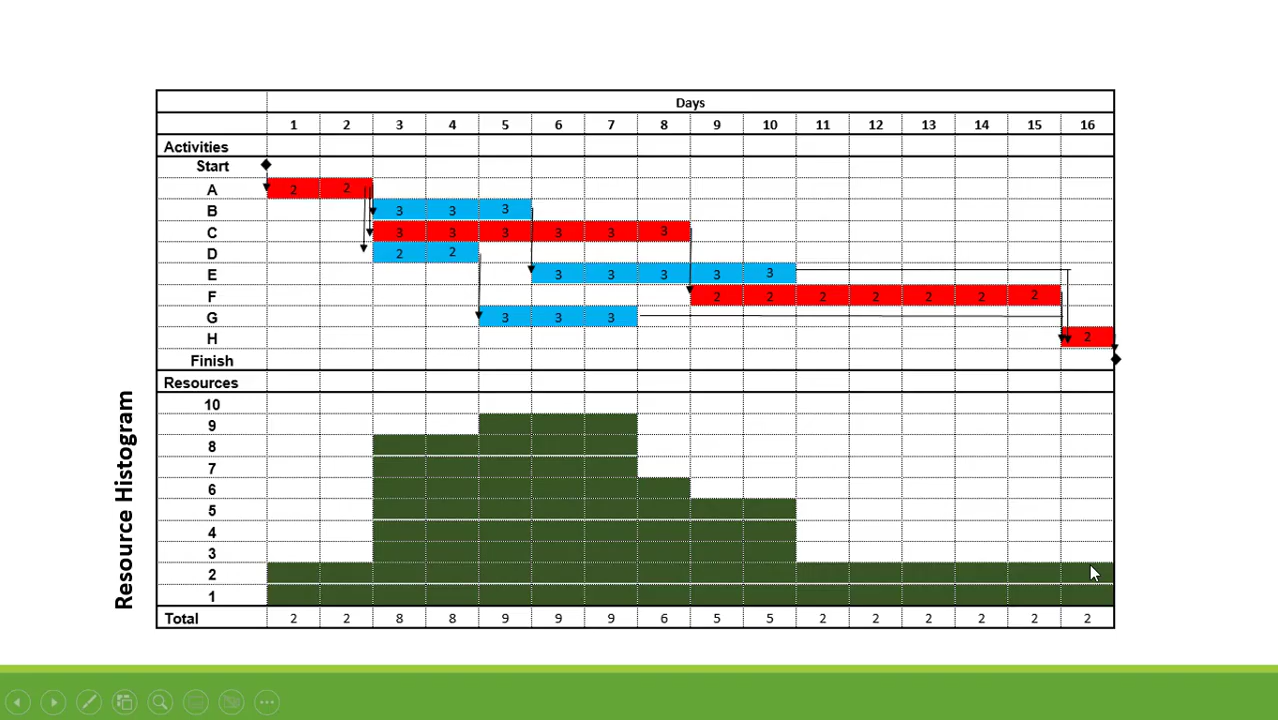 Days
1 2 3 4 5 6 7 8 9 10 11 12 13 14 15 16
Activities
Start
A 2 2
B 3 3 3
C 3 3 3 3 3 3
D 2 2
E 3 3 3 3 3
F 2 2 2 2 2 2 2
G 3 3 3
H 2
Finish
Resources
10
9
8
7
6
5
4
3
2
1
Total 2 2 8 8 9 9 9 6 5 5 2 2 2 2 2 2
Resource Histogram